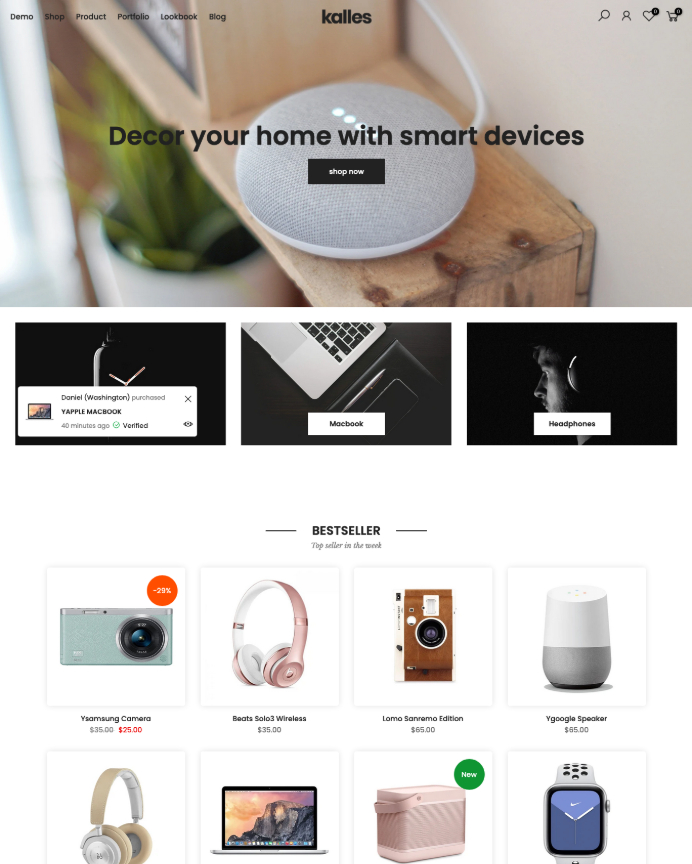 Demo Shop Product Portfolio Lookbook Blog
kalles
0 0
Decor your home with smart devices
shop now
Daniel (Washington) purchased
YAPPLE MACBOOK
40 minutes ago Verified
Macbook
Headphones
BESTSELLER
Top seller in the week
-29%
Ysamsung Camera
$35.00 $25.00
Beats Solo3 Wireless
$35.00
Lomo Sanremo Edition
$65.00
Ygoogle Speaker
$65.00
New